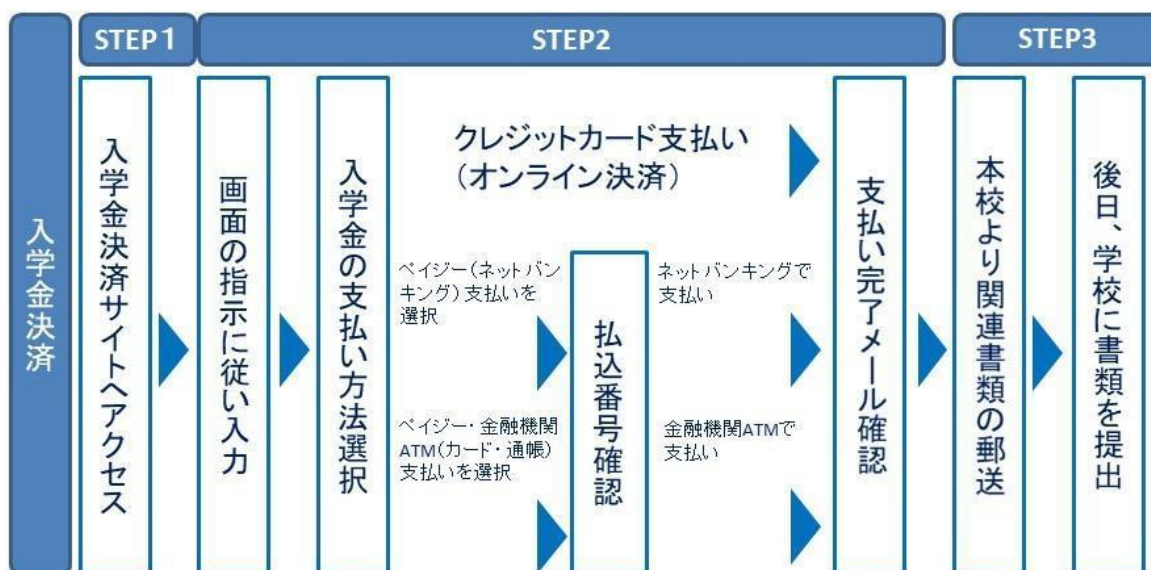 入学金決済
STEP1
STEP2
STEP3
入学金決済サイトへアクセス
画面の指示に従い入力
入学金の支払い方法選択
クレジットカード支払い
(オンライン決済)
ペイジー(ネットバン
キング)支払いを
選択
ペイジー・金融機関
ATM(カード・通帳)
支払いを選択
払込番号確認
ネットバンキングで
支払い
金融機関ATMで
支払い
支払い完了メール確認
本校より関連書類の郵送
後日、学校に書類を提出